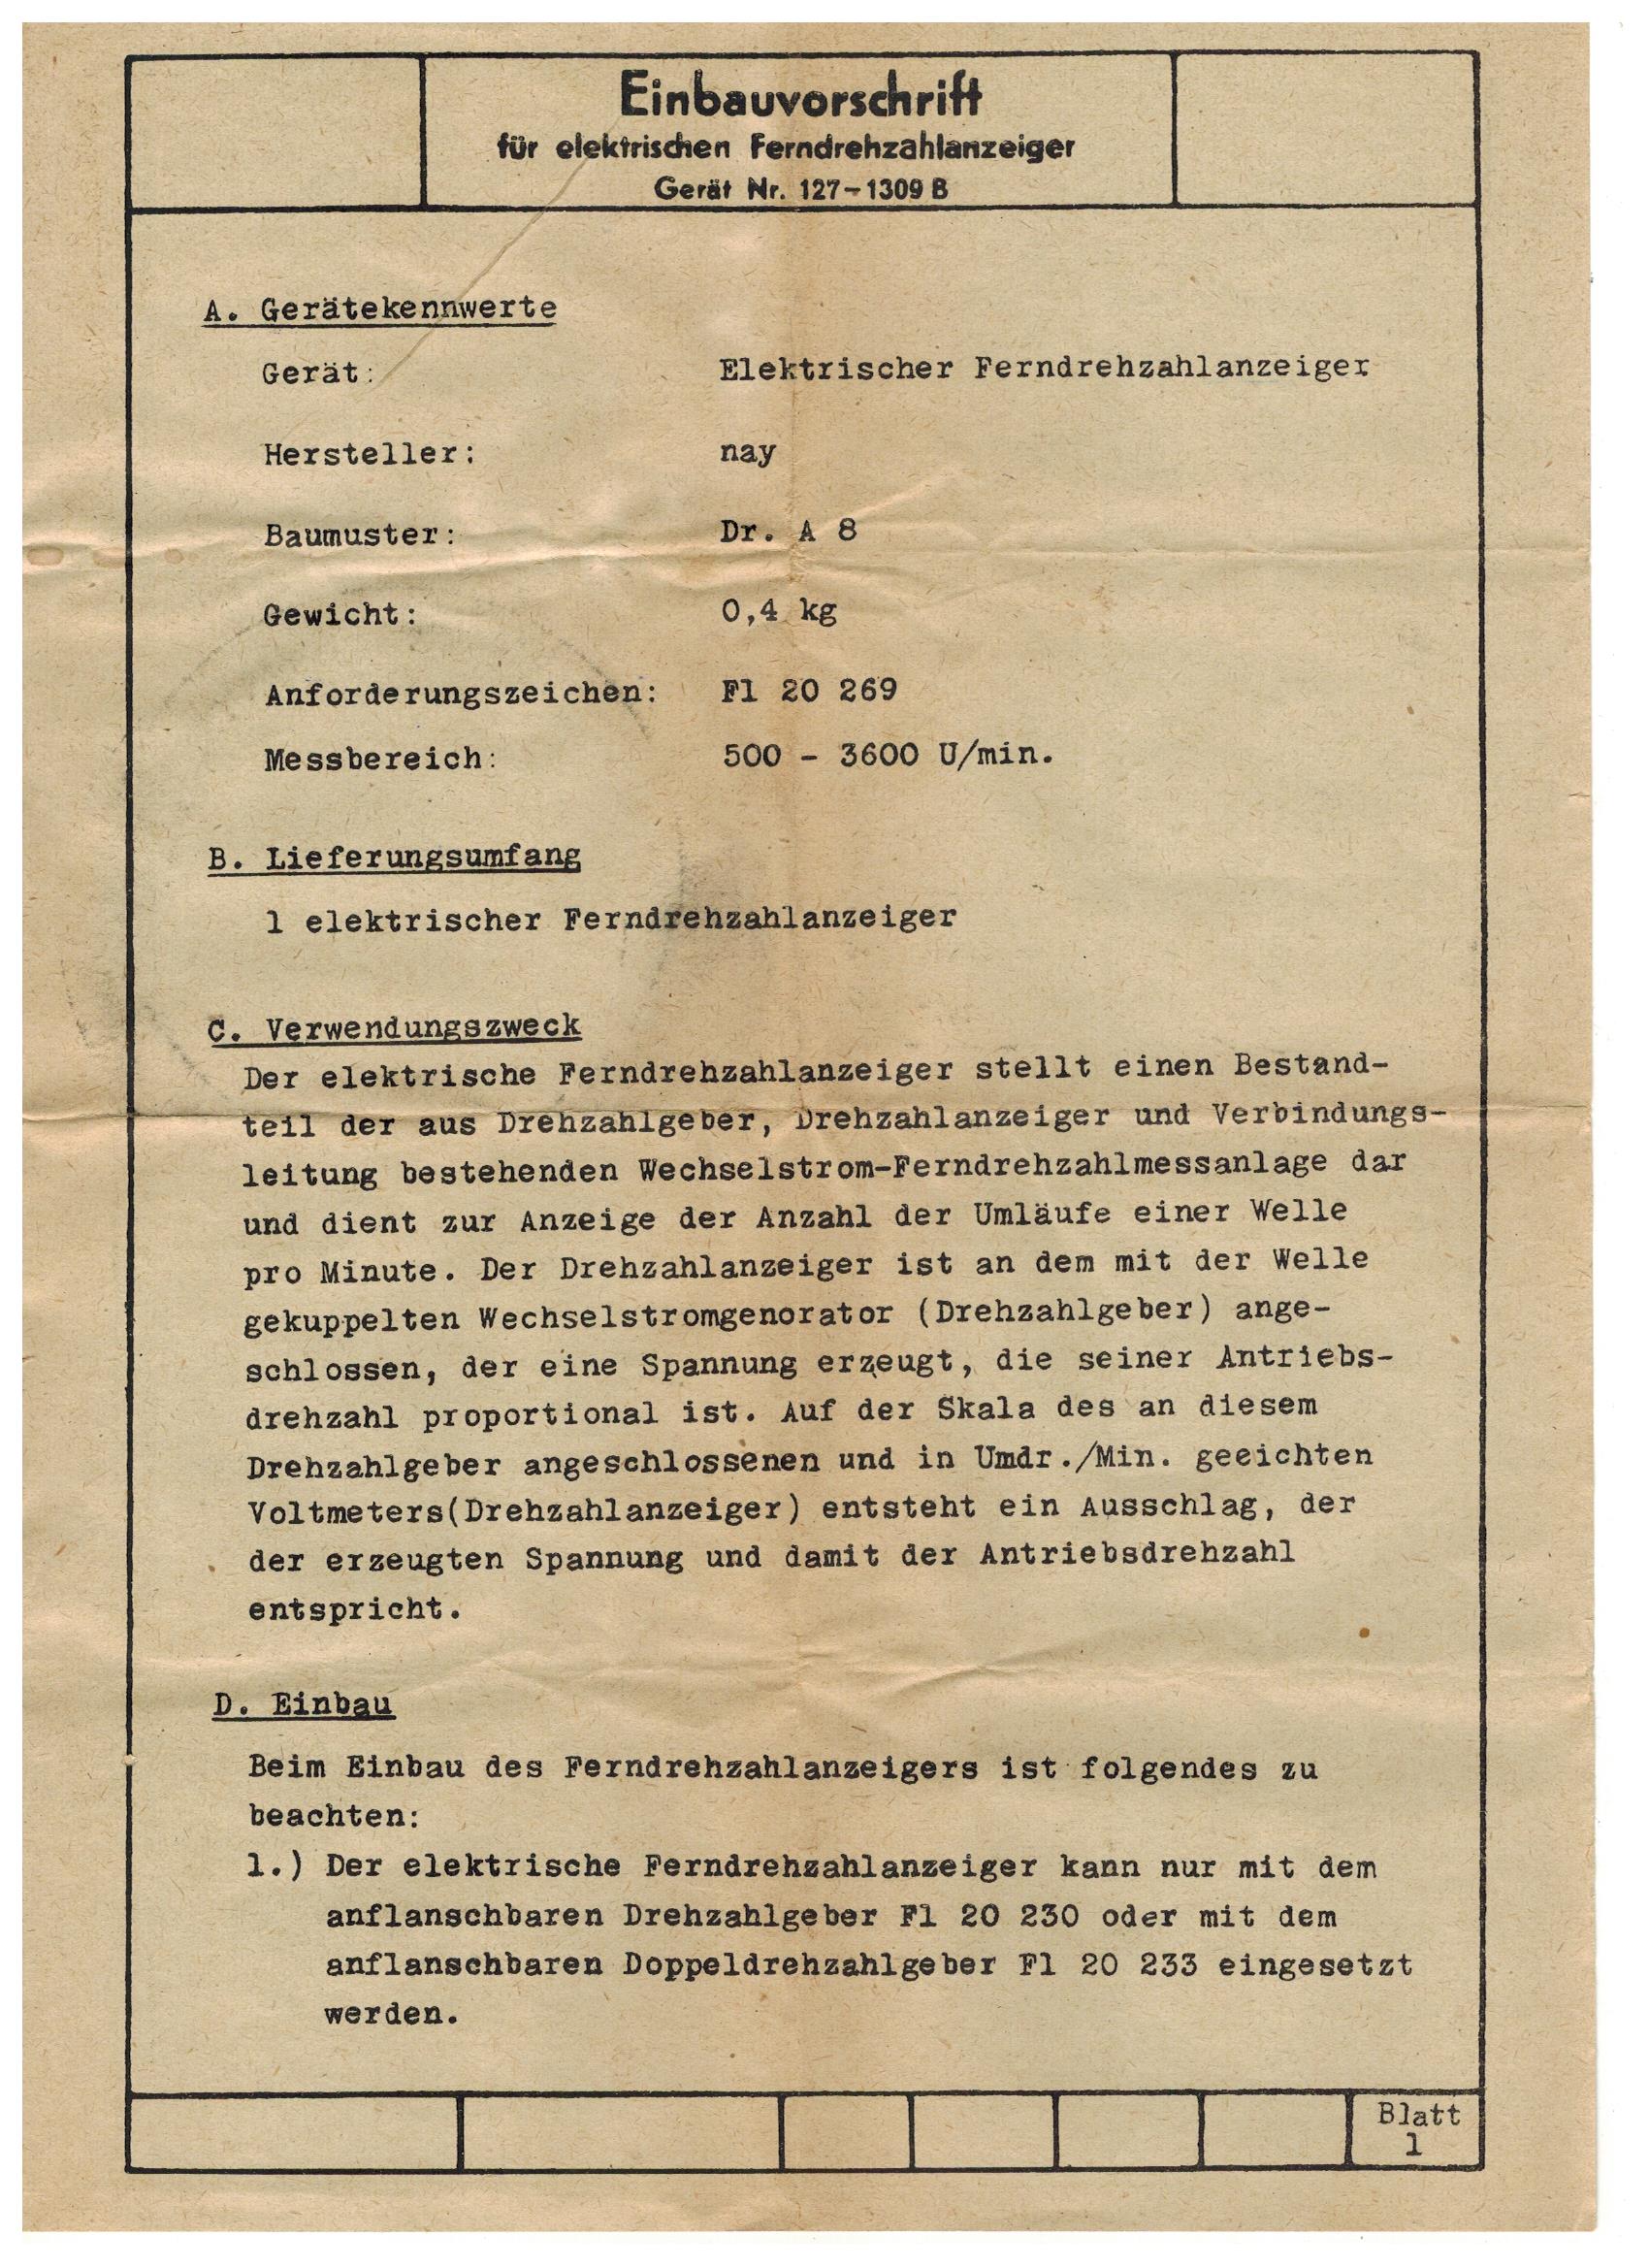 Einbauvorschrift
für elektrischen Ferndrehzahlanzeiger
Gerät Nr. 127-1309 B
A. Gerätekennwerte
Gerät: Elektrischer Ferndrehzahlanzeiger
Hersteller: nay
Baumuster: Dr. A 8
Gewicht: 0,4 kg
Anforderungszeichen: Fl 20 269
Messbereich: 500 - 3600 U/min.
B. Lieferungsumfang
1 elektrischer Ferndrehzahlanzeiger
C. Verwendungszweck
Der elektrische Ferndrehzahlanzeiger stellt einen Bestand-
teil der aus Drehzahlgeber, Drehzahlanzeiger und Verbindungs-
leitung bestehenden Wechselstrom-Ferndrehzahlmessanlage dar
und dient zur Anzeige der Anzahl der Umläufe einer Welle
pro Minute. Der Drehzahlanzeiger ist an dem mit der Welle
gekuppelten Wechselstromgenorator (Drehzahlgeber) ange-
schlossen, der eine Spannung erzeugt, die seiner Antriebs-
drehzahl proportional ist. Auf der Skala des an diesem
Drehzahlgeber angeschlossenen und in Umdr./Min. geeichten
Voltmeters(Drehzahlanzeiger) entsteht ein Ausschlag, der
der erzeugten Spannung und damit der Antriebsdrehzahl
entspricht.
D. Einbau
Beim Einbau des Ferndrehzahlanzeigers ist folgendes zu
beachten:
1.) Der elektrische Ferndrehzahlanzeiger kann nur mit dem
anflanschbaren Drehzahlgeber Fl 20 230 oder mit dem
anflanschbaren Doppeldrehzahlgeber Fl 20 233 eingesetzt
werden.
Blatt
1